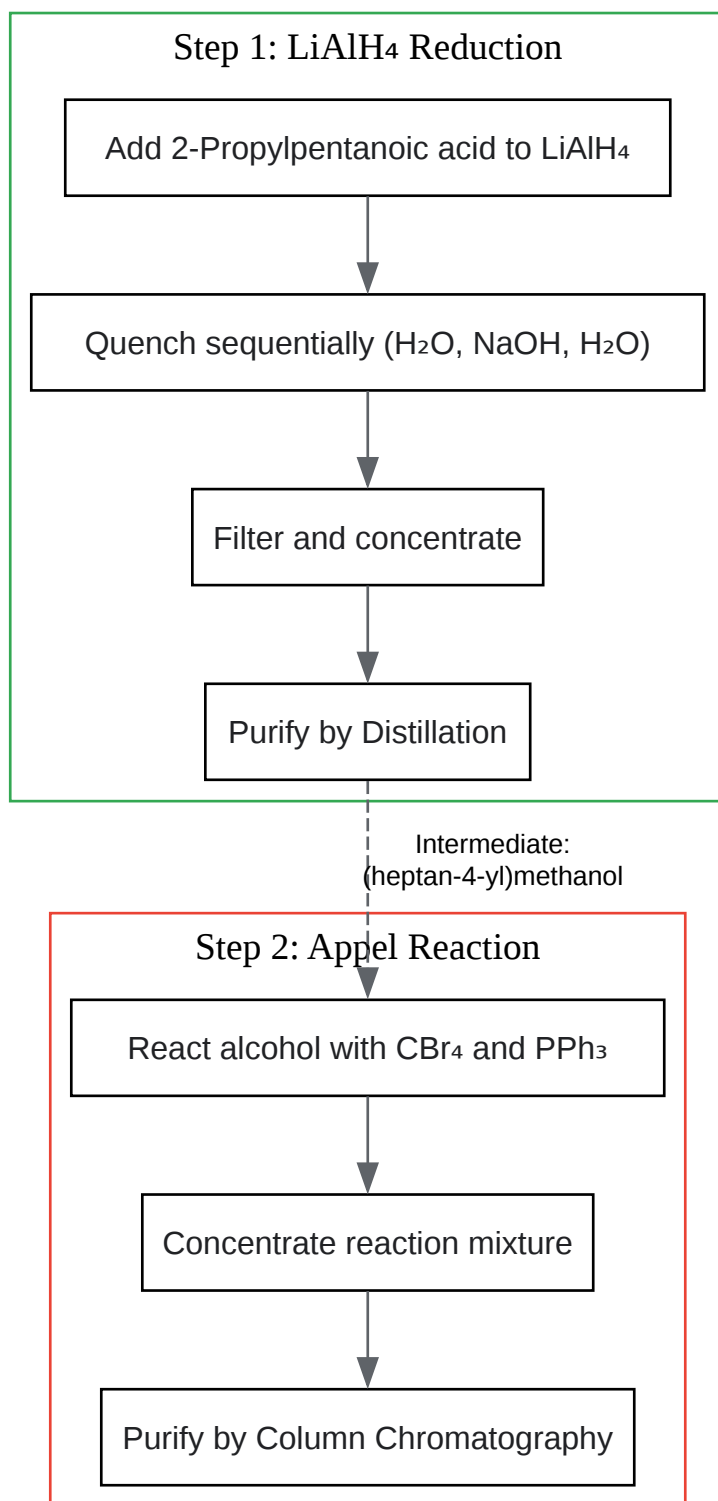 Step 1: LiAlH₄ Reduction
Add 2-Propylpentanoic acid to LiAlH₄
Quench sequentially (H₂O, NaOH, H₂O)
Filter and concentrate
Purify by Distillation
Intermediate:
(heptan-4-yl)methanol
Step 2: Appel Reaction
React alcohol with CBr₄ and PPh₃
Concentrate reaction mixture
Purify by Column Chromatography